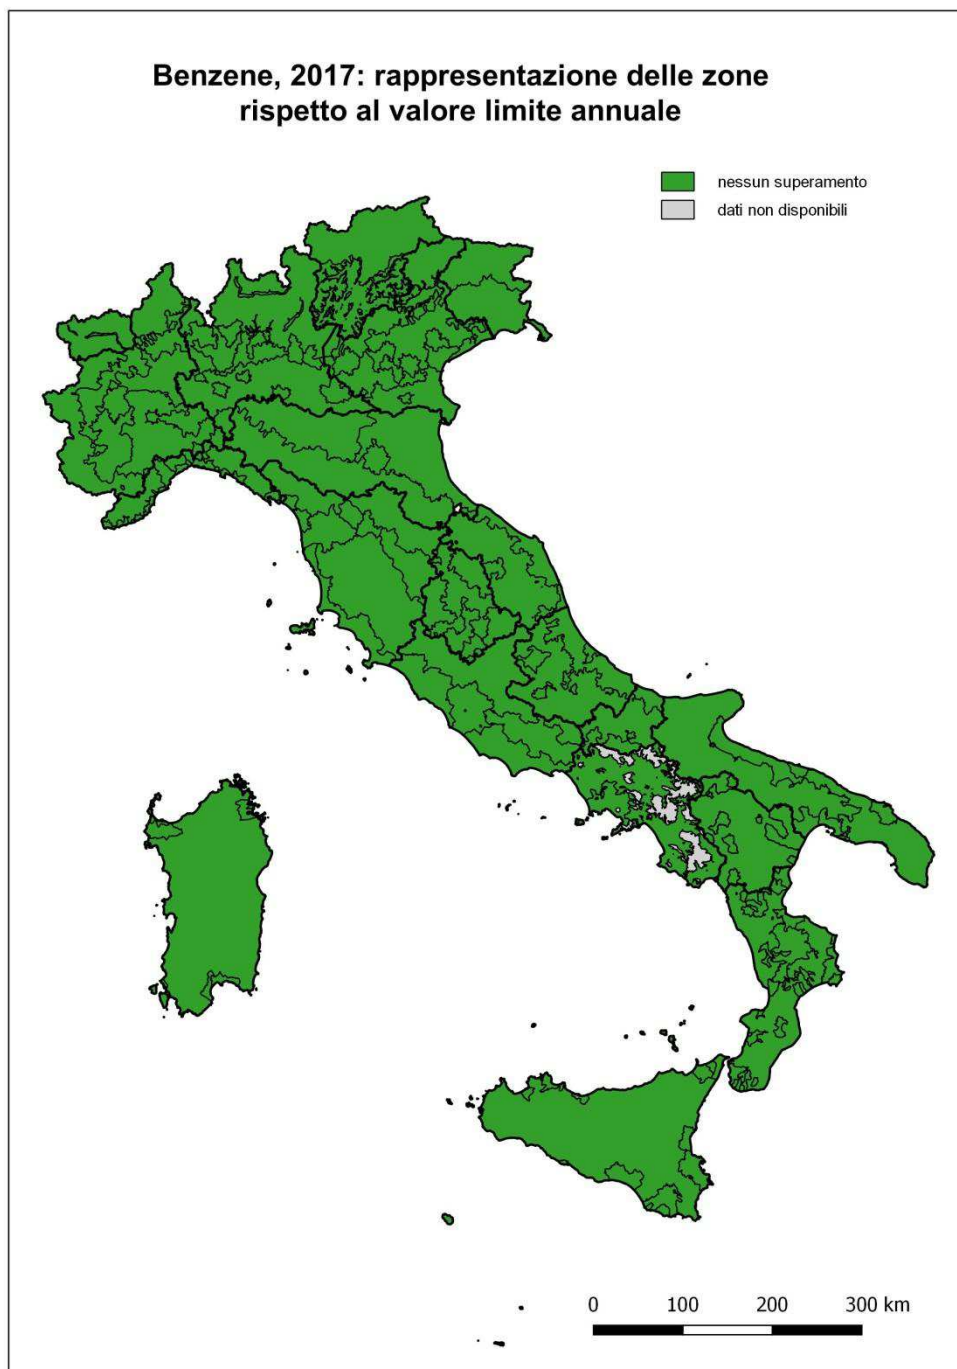 Benzene, 2017: rappresentazione delle zone
rispetto al valore limite annuale
nessun superamento
dati non disponibili
0 100 200 300 km